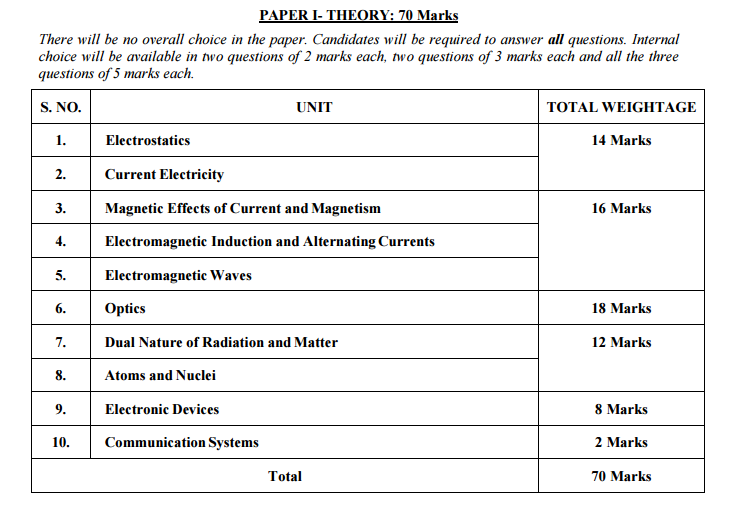 PAPER I- THEORY: 70 Marks
There will be no overall choice in the paper. Candidates will be required to answer all questions. Internal
choice will be available in two questions of 2 marks each, two questions of 3 marks each and all the three
questions of 5 marks each.
S. NO. UNIT TOTAL WEIGHTAGE
1. Electrostatics 14 Marks
2. Current Electricity
3. Magnetic Effects of Current and Magnetism 16 Marks
4. Electromagnetic Induction and Alternating Currents
5. Electromagnetic Waves
6. Optics 18 Marks
7. Dual Nature of Radiation and Matter 12 Marks
8. Atoms and Nuclei
9. Electronic Devices 8 Marks
10. Communication Systems 2 Marks
Total 70 Marks